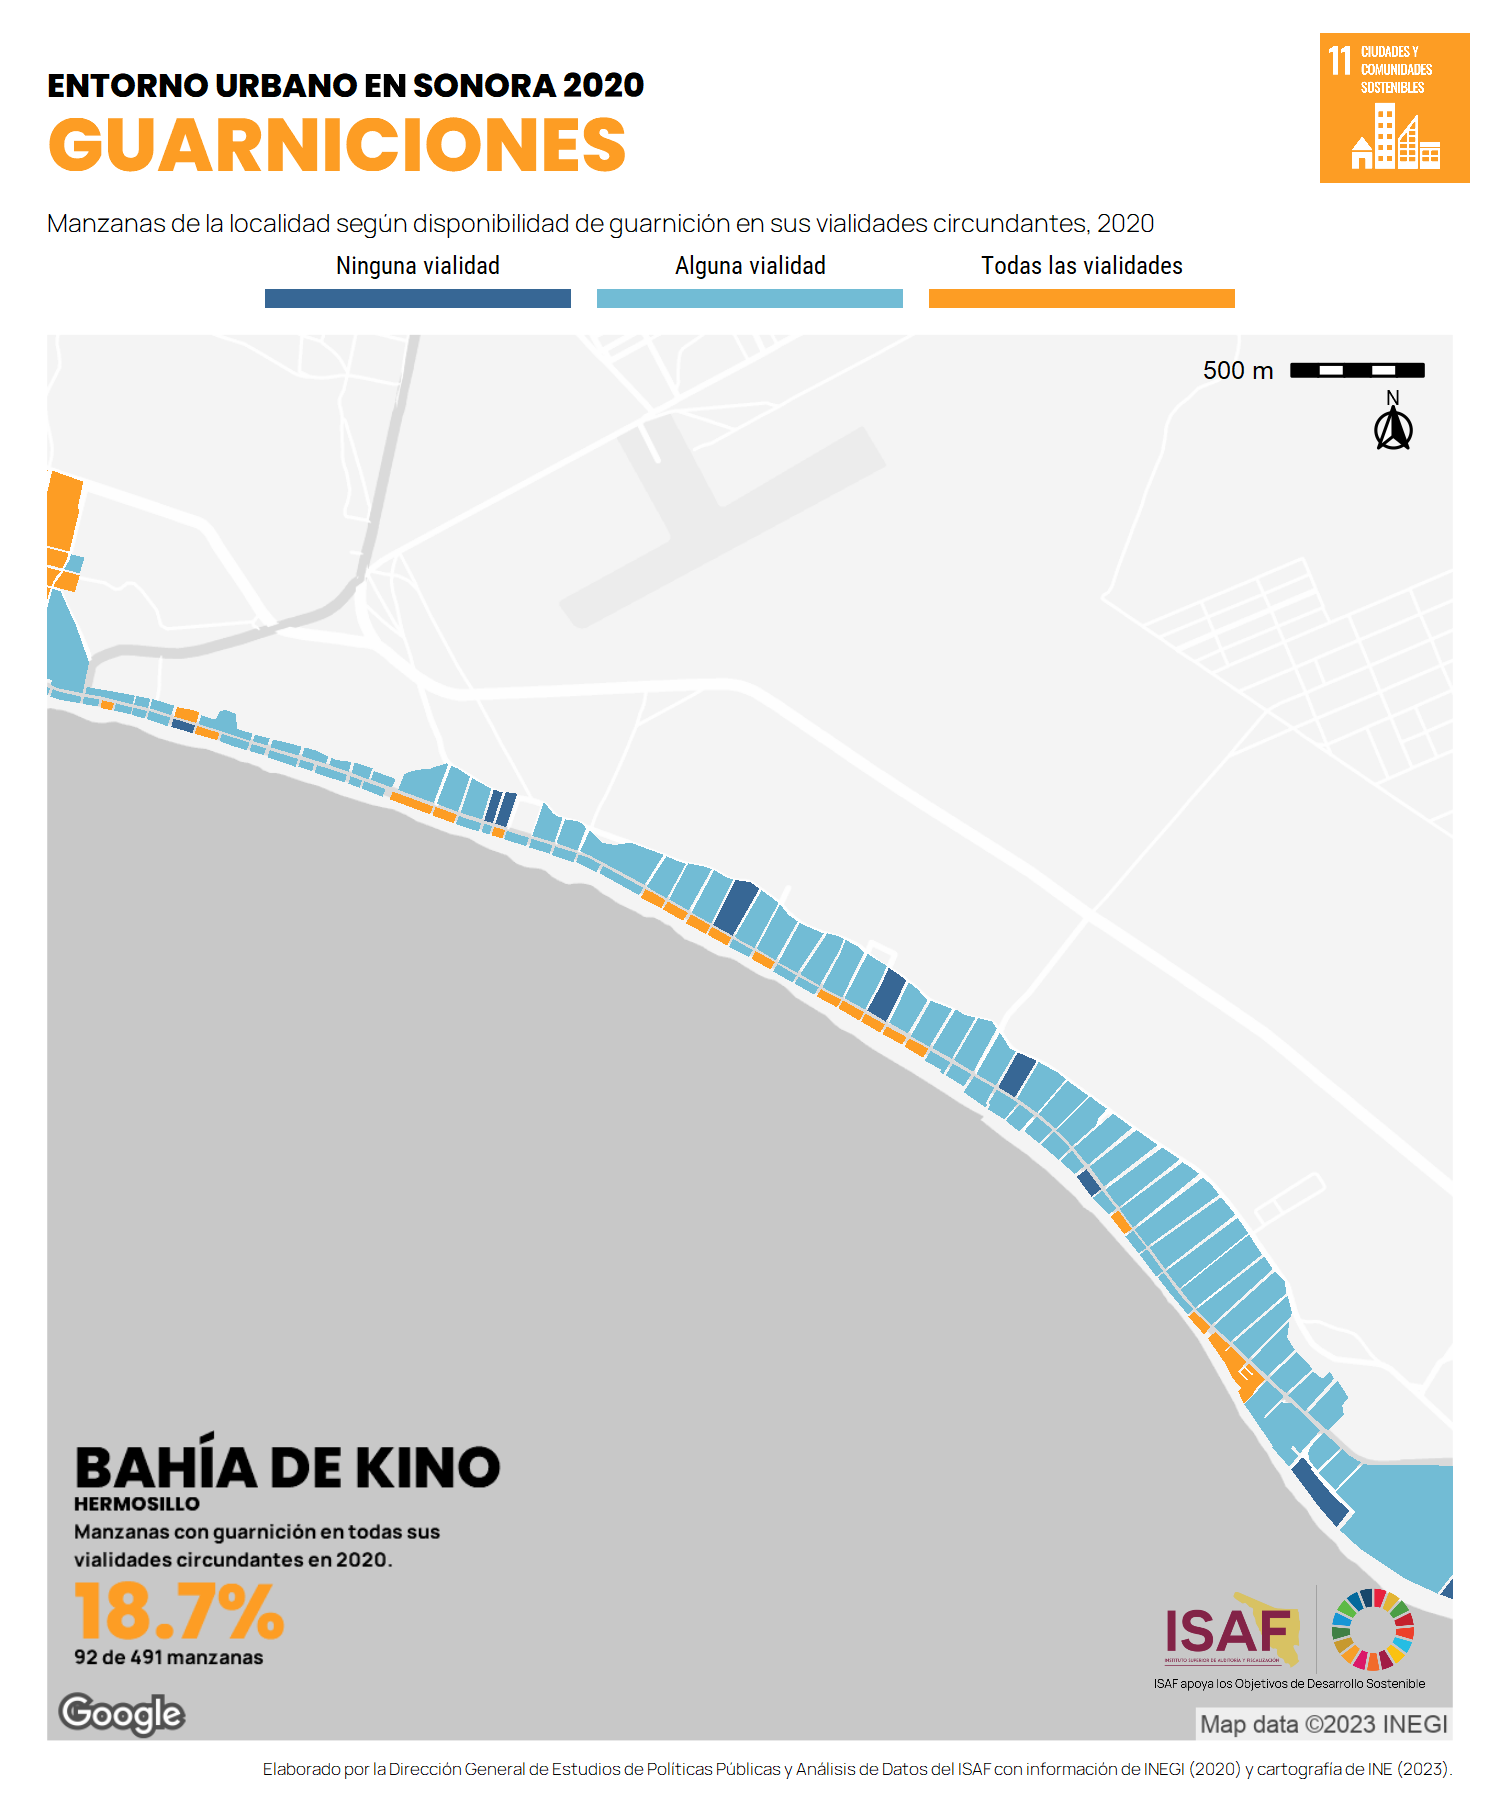 ENTORNO URBANO EN SONORA 2020
GUARNICIONES
11 CIUDADES Y
COMUNIDADES
SOSTENIBLES
Manzanas de la localidad según disponibilidad de guarnición en sus vialidades circundantes, 2020
Ninguna vialidad
Alguna vialidad
Todas las vialidades
500 m
N
BAHÍA DE KINO
HERMOSILLO
Manzanas con guarnición en todas sus
vialidades circundantes en 2020.
18.7%
92 de 491 manzanas
ISAF
INSTITUTO SUPERIOR DE AUDITORÍA Y FISCALIZACIÓN
ISAF apoya los Objetivos de Desarrollo Sostenible
Google
Map data ©2023 INEGI
Elaborado por la Dirección General de Estudios de Políticas Públicas y Análisis de Datos del ISAF con información de INEGI (2020) y cartografía de INE (2023).